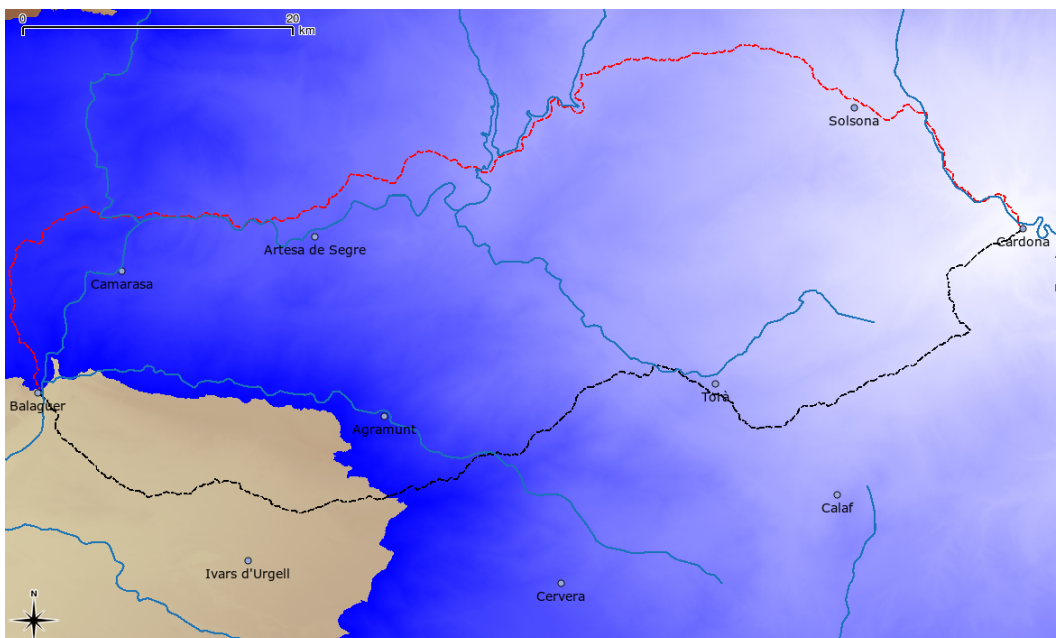 0 20
km
Solsona
Cardona
Artesa de Segre
Camarasa
Torà
Balaguer
Agramunt
Calaf
Ivars d'Urgell
Cervera
N